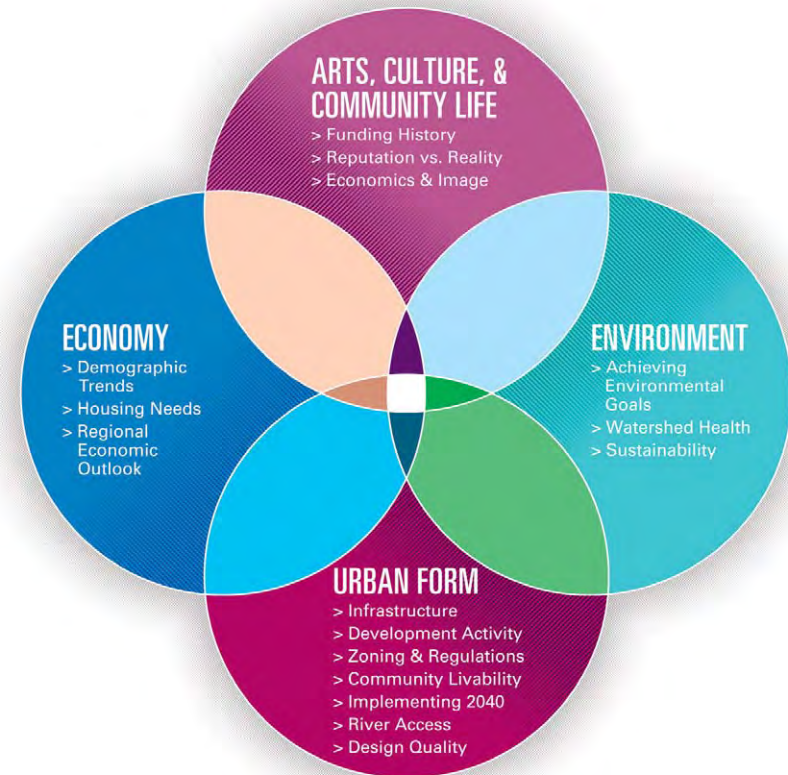 ARTS, CULTURE, &
COMMUNITY LIFE
> Funding History
> Reputation vs. Reality
> Economics & Image
ECONOMY
> Demographic
Trends
> Housing Needs
> Regional
Economic
Outlook
ENVIRONMENT
> Achieving
Environmental
Goals
> Watershed Health
> Sustainability
URBAN FORM
> Infrastructure
> Development Activity
> Zoning & Regulations
> Community Livability
> Implementing 2040
> River Access
> Design Quality